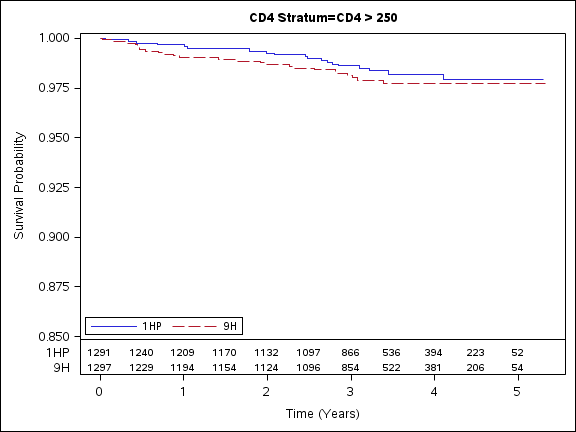 CD4 Stratum=CD4 > 250
1.000
0.975
0.950
0.925
0.900
0.875
0.850
Survival Probability
1HP 9H
1HP 1291 1240 1209 1170 1132 1097 866 536 394 223 52
9H 1297 1229 1194 1154 1124 1096 854 522 381 206 54
0 1 2 3 4 5
Time (Years)